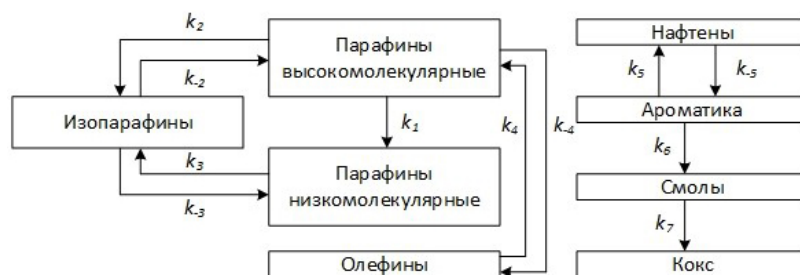 k2
Парафины
высокомолекулярные
k-2
Изопарафины
k1
k3
k-3
Парафины
низкомолекулярные
k4
k-4
Олефины
Нафтены
k5
k-5
Ароматика
k6
Смолы
k7
Кокс